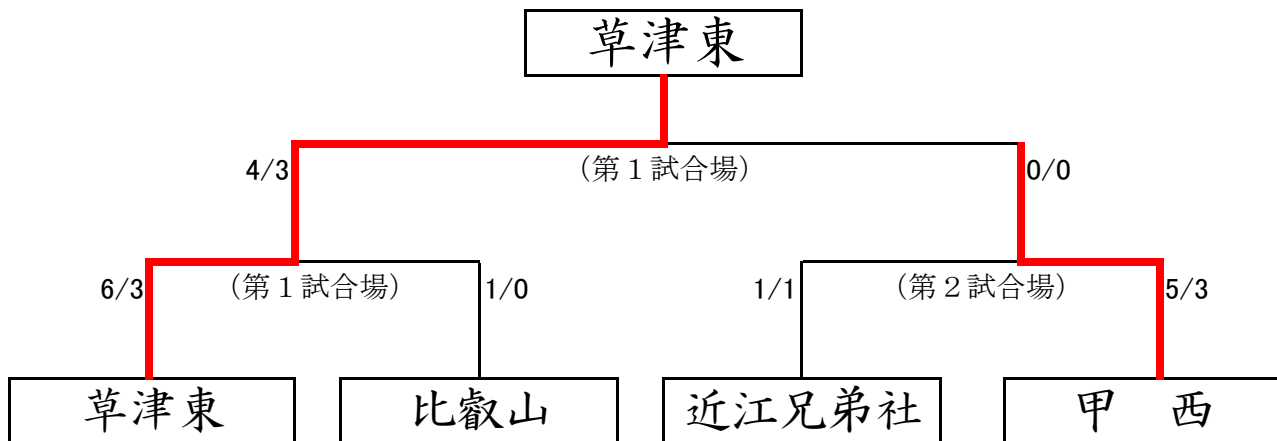 草津東
4/3
(第1試合場)
0/0
6/3
(第1試合場)
1/0
1/1
(第2試合場)
5/3
草津東
比叡山
近江兄弟社
甲　西